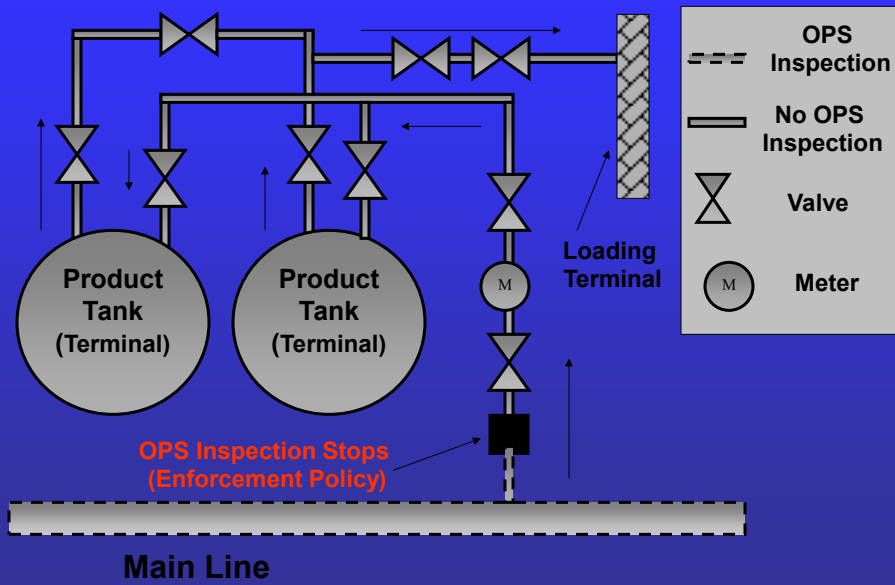 OPS
Inspection
No OPS
Inspection
Valve
M
Meter
Loading
Terminal
M
Product
Tank
(Terminal)
Product
Tank
(Terminal)
OPS Inspection Stops
(Enforcement Policy)
Main Line